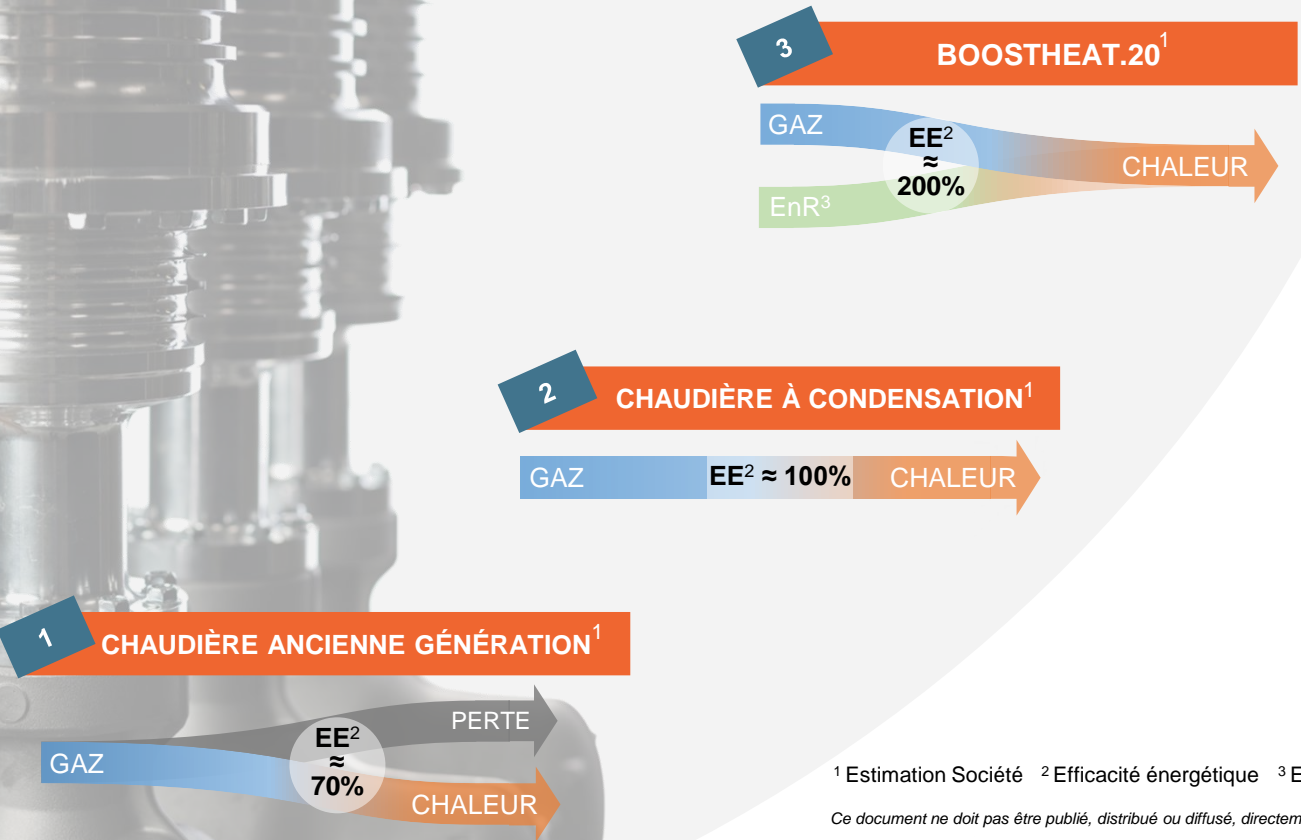 3
BOOSTHEAT.20¹
GAZ
EE²
≈
200%
CHALEUR
EnR³
2
CHAUDIÈRE À CONDENSATION¹
GAZ
EE² ≈ 100%
CHALEUR
1
CHAUDIÈRE ANCIENNE GÉNÉRATION¹
PERTE
EE²
≈
70%
GAZ
CHALEUR
¹ Estimation Société ² Efficacité énergétique ³ E
Ce document ne doit pas être publié, distribué ou diffusé, directem